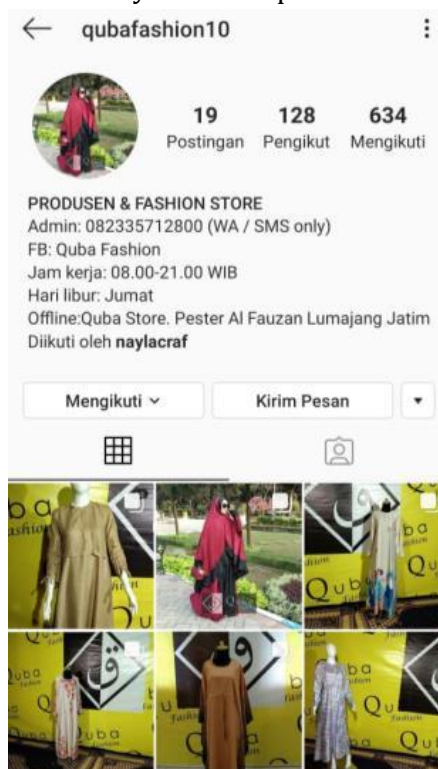 qubafashion10
19 128 634
Postingan Pengikut Mengikuti
PRODUSEN & FASHION STORE
Admin: 082335712800 (WA / SMS only)
FB: Quba Fashion
Jam kerja: 08.00-21.00 WIB
Hari libur: Jumat
Offline:Quba Store. Pester Al Fauzan Lumajang Jatim
Diikuti oleh naylacraf
Mengikuti
Kirim Pesan